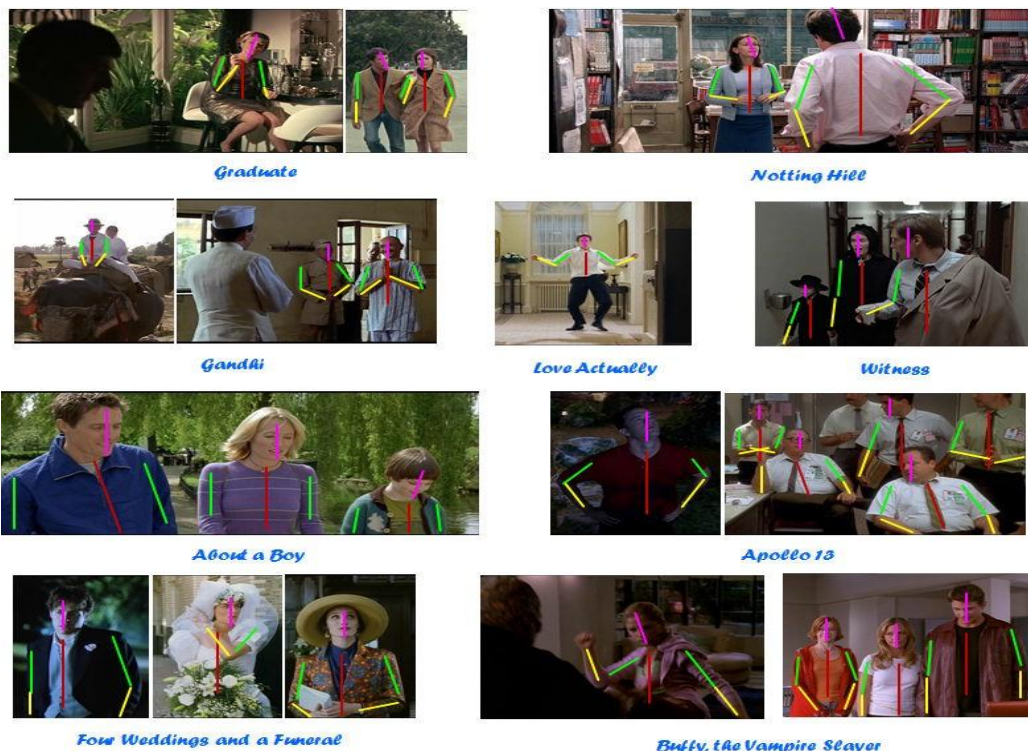 Graduate
Notting Hill
Gandhi
Love Actually
Witness
About a Boy
Apollo 13
Four Weddings and a Funeral
Buffy, the Vampire Slayer